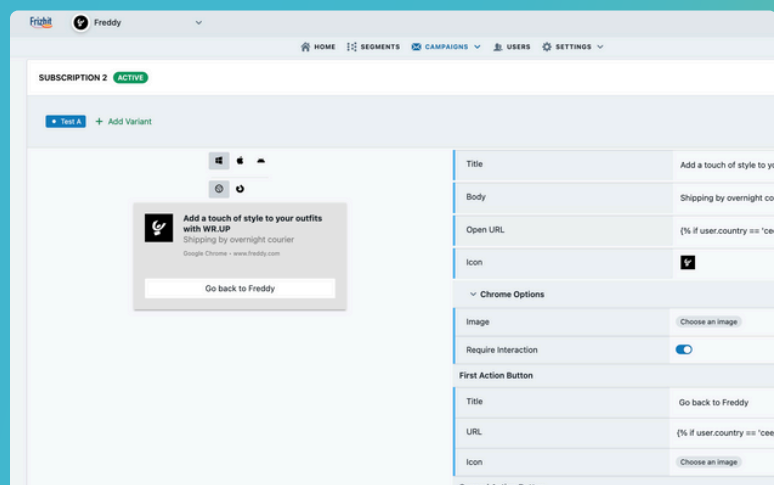 Frizbit
Freddy
HOME SEGMENTS CAMPAIGNS USERS SETTINGS
SUBSCRIPTION 2 ACTIVE
Test A + Add Variant
Title Add a touch of style to yo
Body Shipping by overnight co
Open URL {% if user.country == 'cee
Icon
Chrome Options
Image Choose an image
Require Interaction
First Action Button
Title Go back to Freddy
URL {% if user.country == 'cee
Icon Choose an image
Add a touch of style to your outfits
with WR.UP
Shipping by overnight courier
Google Chrome - www.freddy.com
Go back to Freddy